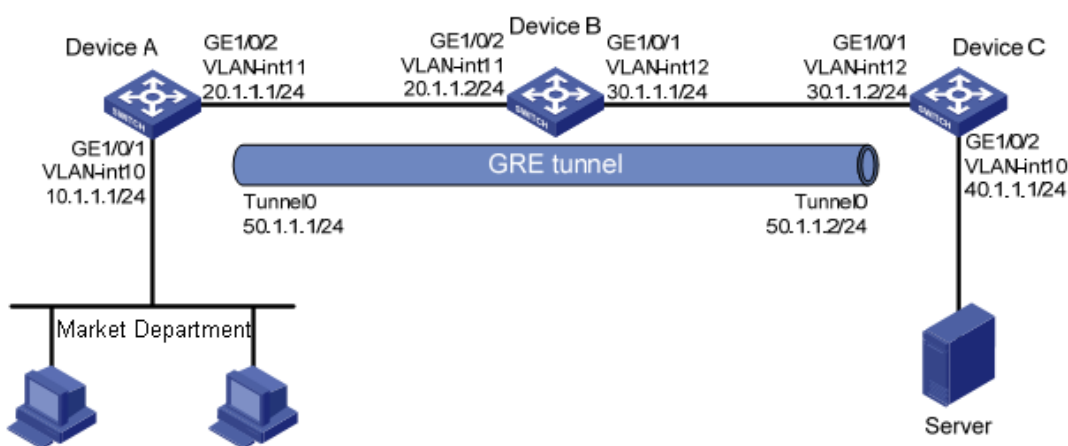 Device A
GE1/0/2
VLAN-int11
20.1.1.1/24
GE1/0/2
VLAN-int11
20.1.1.2/24
Device B
GE1/0/1
VLAN-int12
30.1.1.1/24
GE1/0/1
VLAN-int12
30.1.1.2/24
Device C
SWITCH
SWITCH
SWITCH
GE1/0/1
VLAN-int10
10.1.1.1/24
GRE tunnel
GE1/0/2
VLAN-int10
40.1.1.1/24
Tunnel0
50.1.1.1/24
Tunnel0
50.1.1.2/24
Market Department
Server